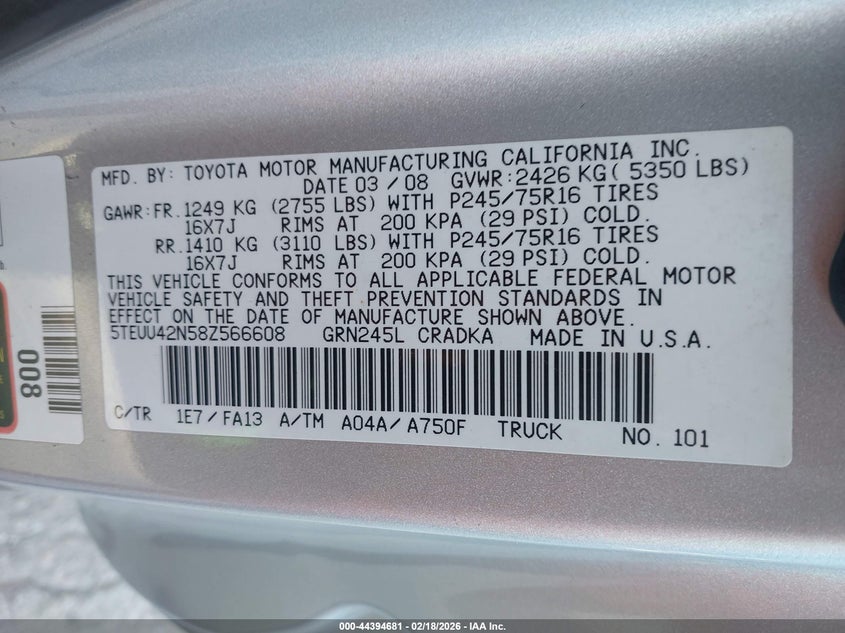 MFD. BY: TOYOTA MOTOR MANUFACTURING CALIFORNIA INC.
DATE 03 / 08 GVWR:2426 KG( 5350 LBS)
GAWR:FR.1249 KG (2755 LBS) WITH P245/75R16 TIRES
16X7J RIMS AT 200 KPA (29 PSI) COLD.
RR.1410 KG (3110 LBS) WITH P245/75R16 TIRES
16X7J RIMS AT 200 KPA (29 PSI) COLD.
THIS VEHICLE CONFORMS TO ALL APPLICABLE FEDERAL MOTOR
VEHICLE SAFETY AND THEFT PREVENTION STANDARDS IN
EFFECT ON THE DATE OF MANUFACTURE SHOWN ABOVE.
5TEUU42N58Z566608 GRN245L CRADKA MADE IN U.S.A.
C/TR 1E7/FA13 A/TM A04A/A750F TRUCK NO. 101
008
000-44394681 - 02/18/2026 - IAA Inc.